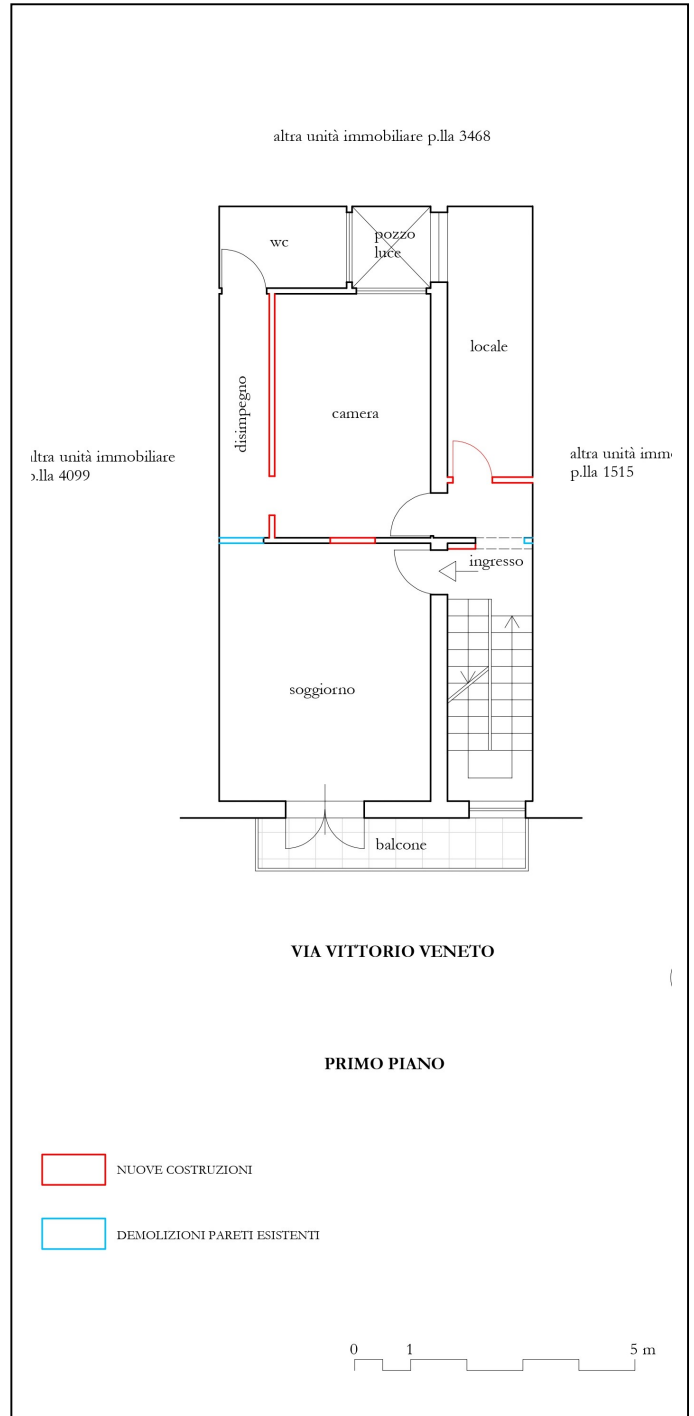 altra unità immobiliare p.lla 3468
wc
pozzo
luce
locale
disimpegno
camera
altra unità immobiliare
p.lla 4099
altra unità imm
p.lla 1515
ingresso
soggiorno
balcone
VIA VITTORIO VENETO
PRIMO PIANO
NUOVE COSTRUZIONI
DEMOLIZIONI PARETI ESISTENTI
0 1 5 m